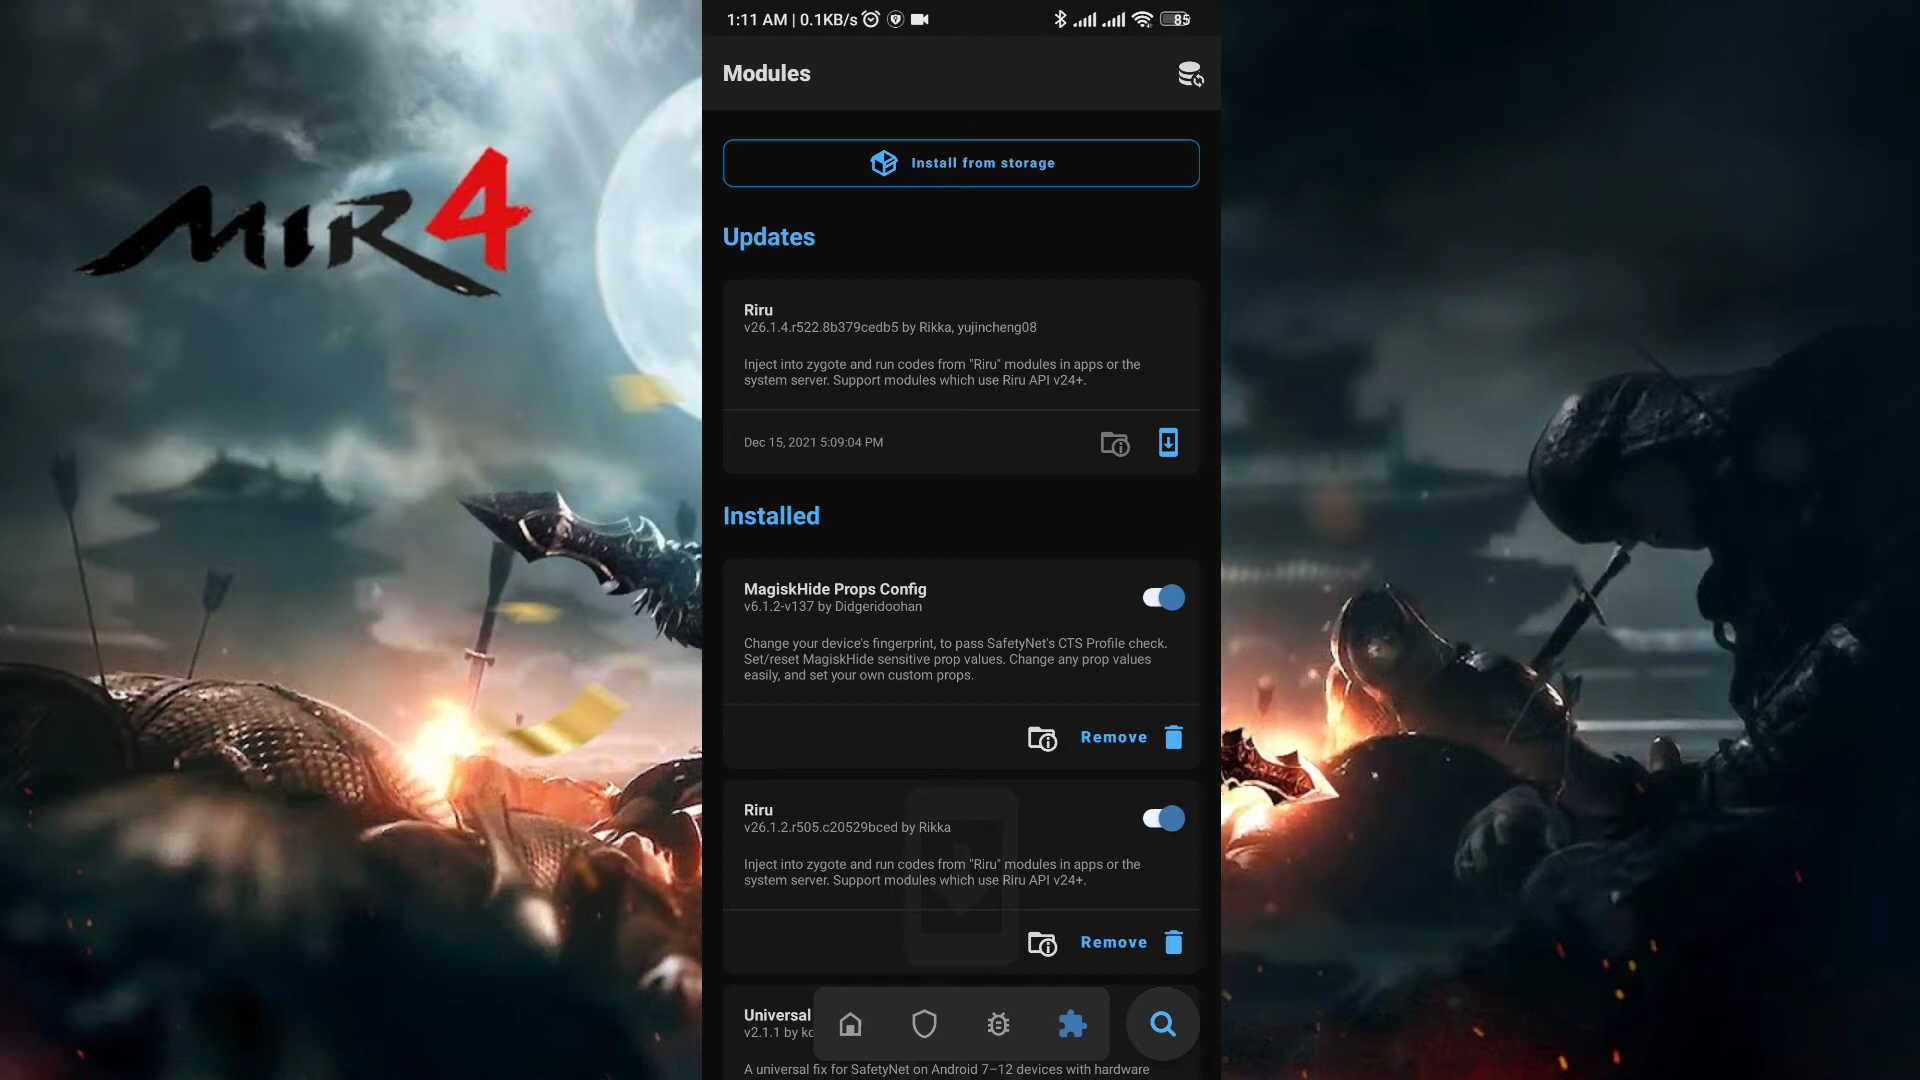 MIR4
1:11 AM | 0.1KB/s
85
Modules
Install from storage
Updates
Riru
v26.1.4.r522.8b379cedb5 by Rikka, yujincheng08
Inject into zygote and run codes from "Riru" modules in apps or the
system server. Support modules which use Riru API v24+.
Dec 15, 2021 5:09:04 PM
Installed
MagiskHide Props Config
v6.1.2-v137 by Didgeridoohan
Change your device's fingerprint, to pass SafetyNet's CTS Profile check.
Set/reset MagiskHide sensitive prop values. Change any prop values
easily, and set your own custom props.
Remove
Riru
v26.1.2.r505.c20529bced by Rikka
Inject into zygote and run codes from "Riru" modules in apps or the
system server. Support modules which use Riru API v24+.
Remove
Universal
v2.1.1 by
A universal fix for SafetyNet on Android 7–12 devices with hardware